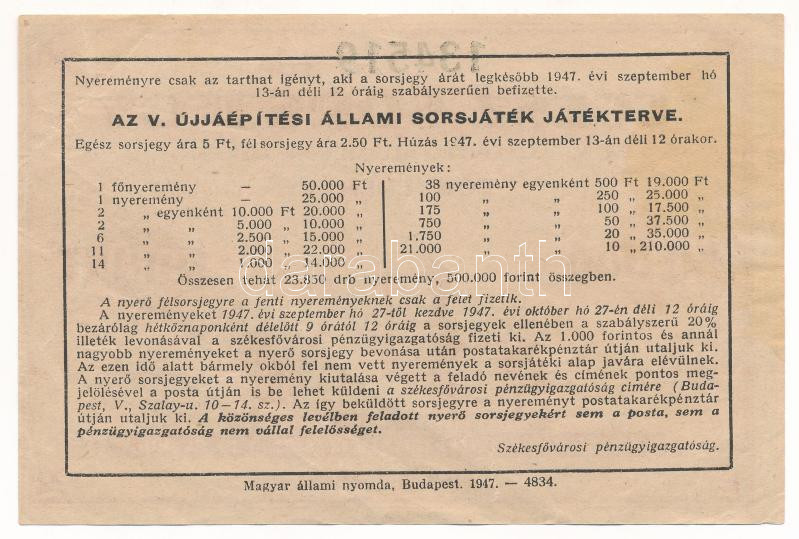 134519
Nyereményre csak az tarthat igényt, aki a sorsjegy árát legkésőbb 1947. évi szeptember hó
13-án déli 12 óráig szabályszerűen befizette.
AZ V. ÚJJÁÉPÍTÉSI ÁLLAMI SORSJÁTÉK JÁTÉKTERVE.
Egész sorsjegy ára 5 Ft, fél sorsjegy ára 2.50 Ft. Húzás 1947. évi szeptember 13-án déli 12 órakor.
Nyeremények:
1 főnyeremény — 50.000 Ft
1 nyeremény — 25.000 „
2 „ egyenként 10.000 Ft 20.000 „
2 „ „ 5.000 „ 10.000 „
6 „ „ 2.500 „ 15.000 „
11 „ „ 2.000 „ 22.000 „
14 „ „ 1.000 „ 14.000 „
38 nyeremény egyenként 500 Ft 19.000 Ft
100 „ „ 250 „ 25.000 „
175 „ „ 100 „ 17.500 „
750 „ „ 50 „ 37.500 „
1.750 „ „ 20 „ 35.000 „
21.000 „ „ 10 „ 210.000 „
Összesen tehát 23.850 drb nyeremény, 500.000 forint összegben.
A nyerő félsorsjegyre a fenti nyereményeknek csak a felét fizetik.
A nyereményeket 1947. évi szeptember hó 27-től kezdve 1947. évi október hó 27-én déli 12 óráig
bezárólag hétköznaponként délelőtt 9 órától 12 óráig a sorsjegyek ellenében a szabályszerű 20%
illeték levonásával a székesfővárosi pénzügyigazgatóság fizeti ki. Az 1.000 forintos és annál
nagyobb nyereményeket a nyerő sorsjegy bevonása után postatakarékpénztár útján utaljuk ki.
Az ezen idő alatt bármely okból fel nem vett nyeremények a sorsjátéki alap javára elévülnek.
A nyerő sorsjegyeket a nyeremény kiutalása végett a feladó nevének és címének pontos meg-
jelölésével a posta útján is be lehet küldeni a székesfővárosi pénzügyigazgatóság címére (Buda-
pest, V., Szalay-u. 10—14. sz.). Az így beküldött sorsjegyre a nyereményt postatakarékpénztár
útján utaljuk ki. A közönséges levélben feladott nyerő sorsjegyekért sem a posta, sem a
pénzügyigazgatóság nem vállal felelősséget.
Székesfővárosi pénzügyigazgatóság.
Magyar állami nyomda, Budapest. 1947. — 4834.
darabanth